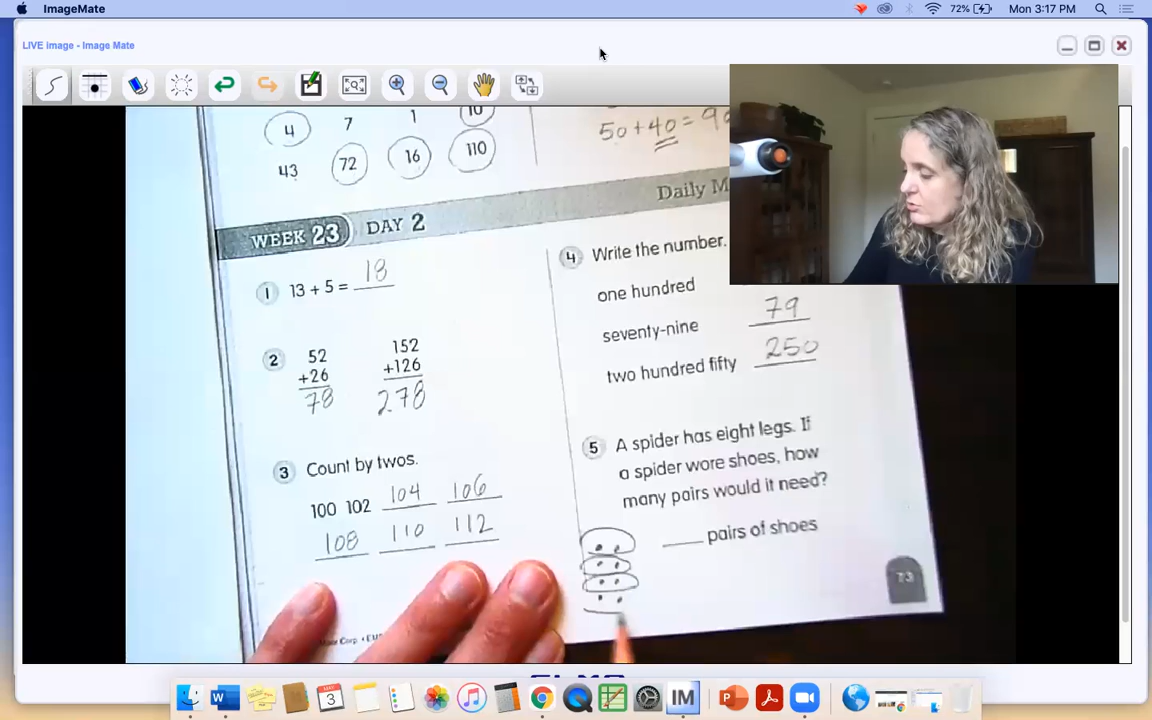 ImageMate
72%
Mon 3:17 PM
LIVE image - Image Mate
4 7 1 10
43 72 16 110
50+40=90
WEEK 23 DAY 2
Daily M
1 13 + 5 = 18
2 52 152
+26 +126
78 278
3 Count by twos.
100 102 104 106
108 110 112
4 Write the number.
one hundred
seventy-nine 79
two hundred fifty 250
5 A spider has eight legs. If
a spider wore shoes, how
many pairs would it need?
pairs of shoes
73
MAY
3
IM